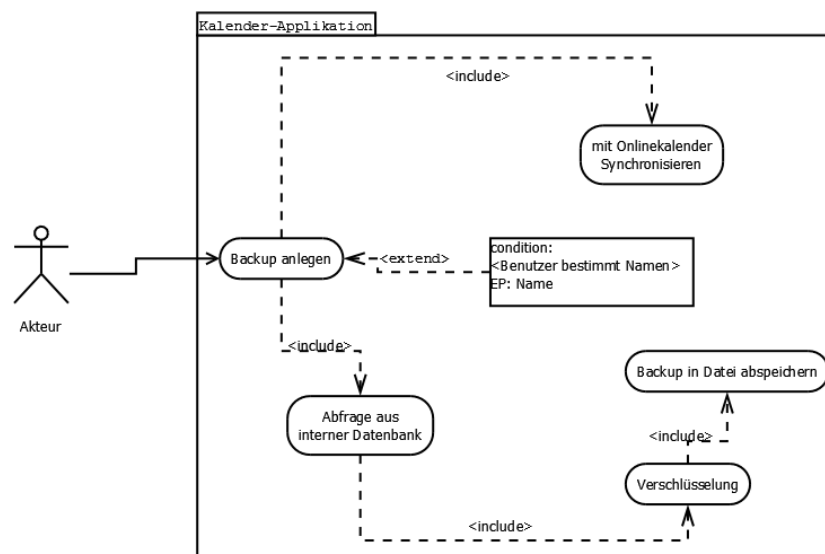 Kalender-Applikation
<include>
mit Onlinekalender
Synchronisieren
Backup anlegen
<extend>
condition:
<Benutzer bestimmt Namen>
EP: Name
Akteur
<include>
Backup in Datei abspeichern
Abfrage aus
interner Datenbank
<include>
Verschlüsselung
<include>